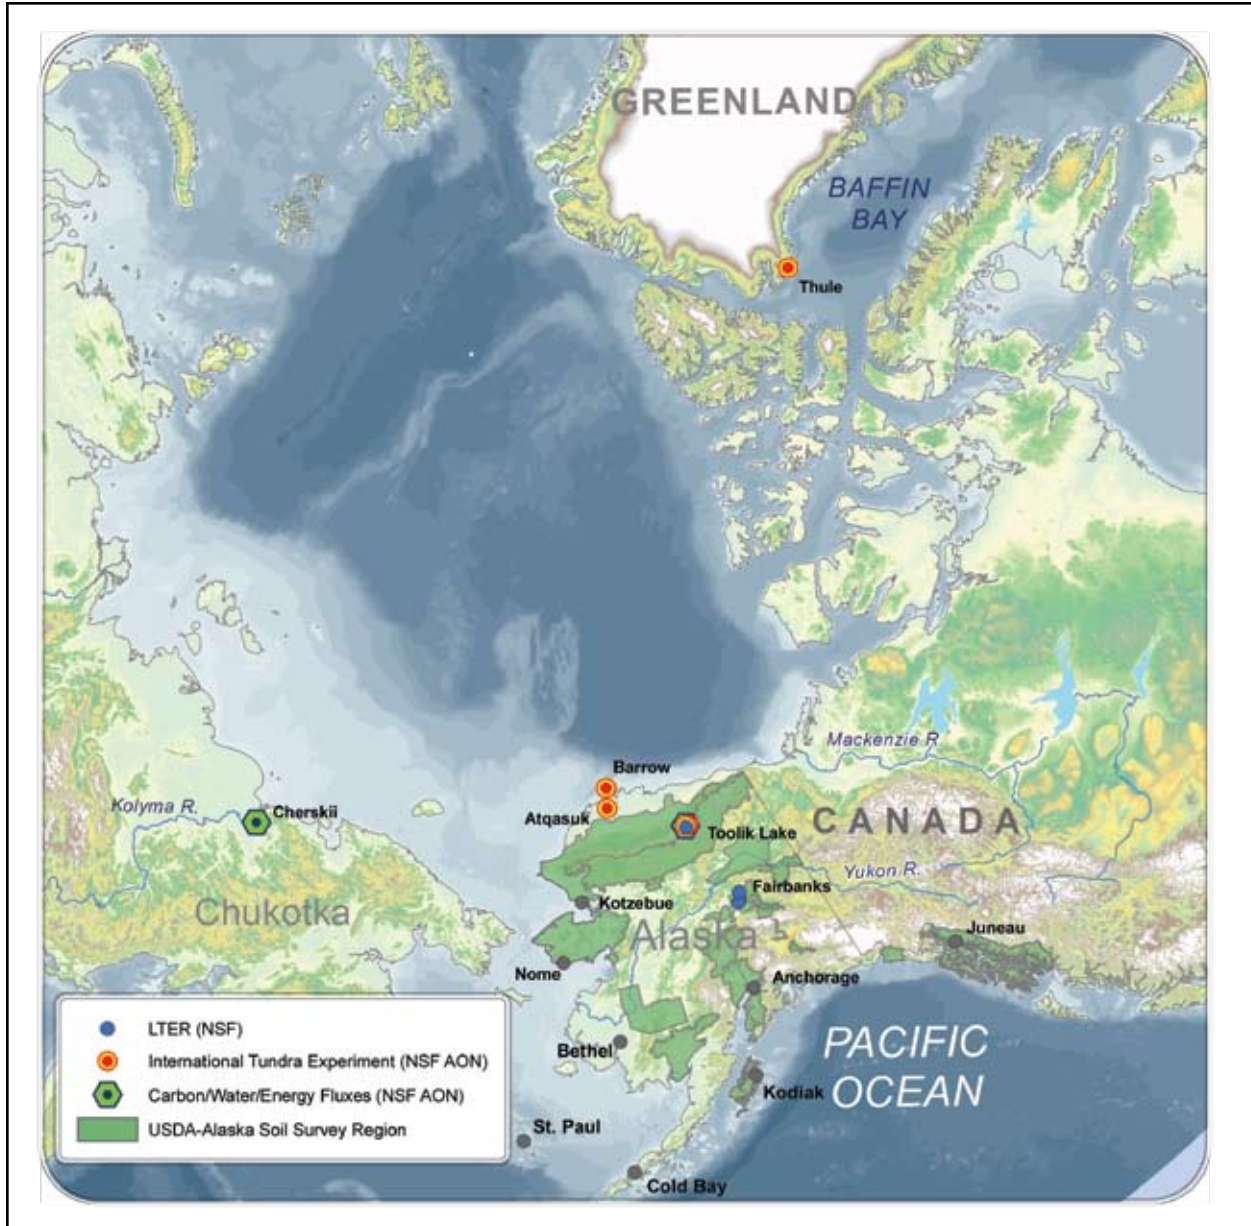 GREENLAND
BAFFIN
BAY
Thule
Mackenzie R
Barrow
Kolyma R.
Cherskii
Atqasuk
Toolik Lake
CANADA
Yukon R.
Fairbanks
Kotzebue
Chukotka
Alaska
Juneau
Nome
Anchorage
LTER (NSF)
International Tundra Experiment (NSF AON)
Carbon/Water/Energy Fluxes (NSF AON)
USDA-Alaska Soil Survey Region
Bethel
PACIFIC
OCEAN
Kodiak
St. Paul
Cold Bay